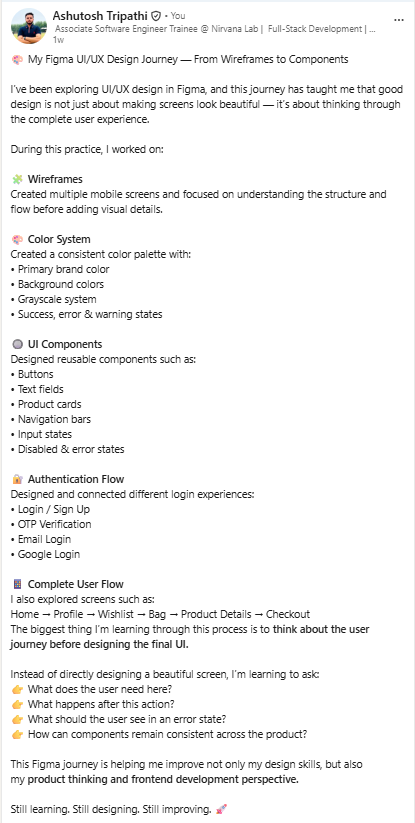 Ashutosh Tripathi • You
Associate Software Engineer Trainee @ Nirvana Lab | Full-Stack Development | ...
1w
🎨 My Figma UI/UX Design Journey — From Wireframes to Components
I've been exploring UI/UX design in Figma, and this journey has taught me that good
design is not just about making screens look beautiful — it's about thinking through
the complete user experience.
During this practice, I worked on:
🧩 Wireframes
Created multiple mobile screens and focused on understanding the structure and
flow before adding visual details.
🎨 Color System
Created a consistent color palette with:
• Primary brand color
• Background colors
• Grayscale system
• Success, error & warning states
🔘 UI Components
Designed reusable components such as:
• Buttons
• Text fields
• Product cards
• Navigation bars
• Input states
• Disabled & error states
🔐 Authentication Flow
Designed and connected different login experiences:
• Login / Sign Up
• OTP Verification
• Email Login
• Google Login
📱 Complete User Flow
I also explored screens such as:
Home → Profile → Wishlist → Bag → Product Details → Checkout
The biggest thing I'm learning through this process is to think about the user
journey before designing the final UI.
Instead of directly designing a beautiful screen, I'm learning to ask:
👉 What does the user need here?
👉 What happens after this action?
👉 What should the user see in an error state?
👉 How can components remain consistent across the product?
This Figma journey is helping me improve not only my design skills, but also
my product thinking and frontend development perspective.
Still learning. Still designing. Still improving. 🚀